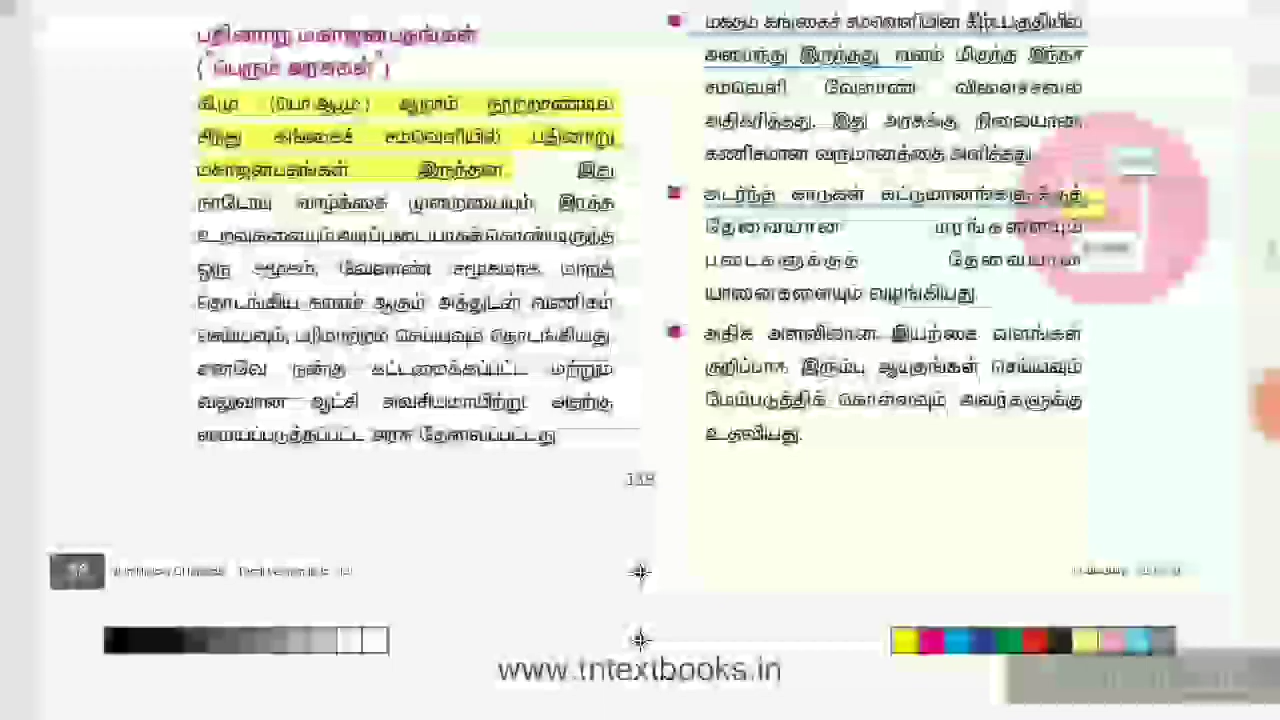 பதினாறு மகாஜனபதங்கள்
("பெரும் அரசுகள்")
கி.மு (பொ.ஆ.மு.) ஆறாம் நூற்றாண்டில்
சிந்து கங்கைச் சமவெளியில் பதினாறு
மகாஜனபதங்கள் இருந்தன. இது
நாடோடி வாழ்க்கை முறையையும், இரத்த
உறவுகளையும் அடிப்படையாகக் கொண்டிருந்த
ஒரு சமூகம், வேளாண் சமூகமாக மாறத்
தொடங்கிய காலம் ஆகும். அத்துடன் வணிகம்
செய்யவும், பரிமாற்றம் செய்யவும் தொடங்கியது.
எனவே நன்கு கட்டமைக்கப்பட்ட மற்றும்
வலுவான ஆட்சி அவசியமாயிற்று. அதற்கு
மையப்படுத்தப்பட்ட அரசு தேவைப்பட்டது.
மகதம் கங்கைச் சமவெளியின் கீழ்ப்பகுதியில்
அமைந்து இருந்தது. வளம் மிகுந்த இந்தச்
சமவெளி வேளாண் விளைச்சலை
அதிகரித்தது. இது அரசுக்கு நிலையான,
கணிசமான வருமானத்தை அளித்தது.
அடர்ந்த காடுகள் கட்டுமானங்களுக்குத்
தேவையான மரங்களையும்
படைகளுக்குத் தேவையான
யானைகளையும் வழங்கியது.
அதிக அளவிலான இயற்கை வளங்கள்
குறிப்பாக இரும்பு ஆயுதங்கள் செய்யவும்
மேம்படுத்திக் கொள்ளவும் அவர்களுக்கு
உதவியது.
www.tntextbooks.in